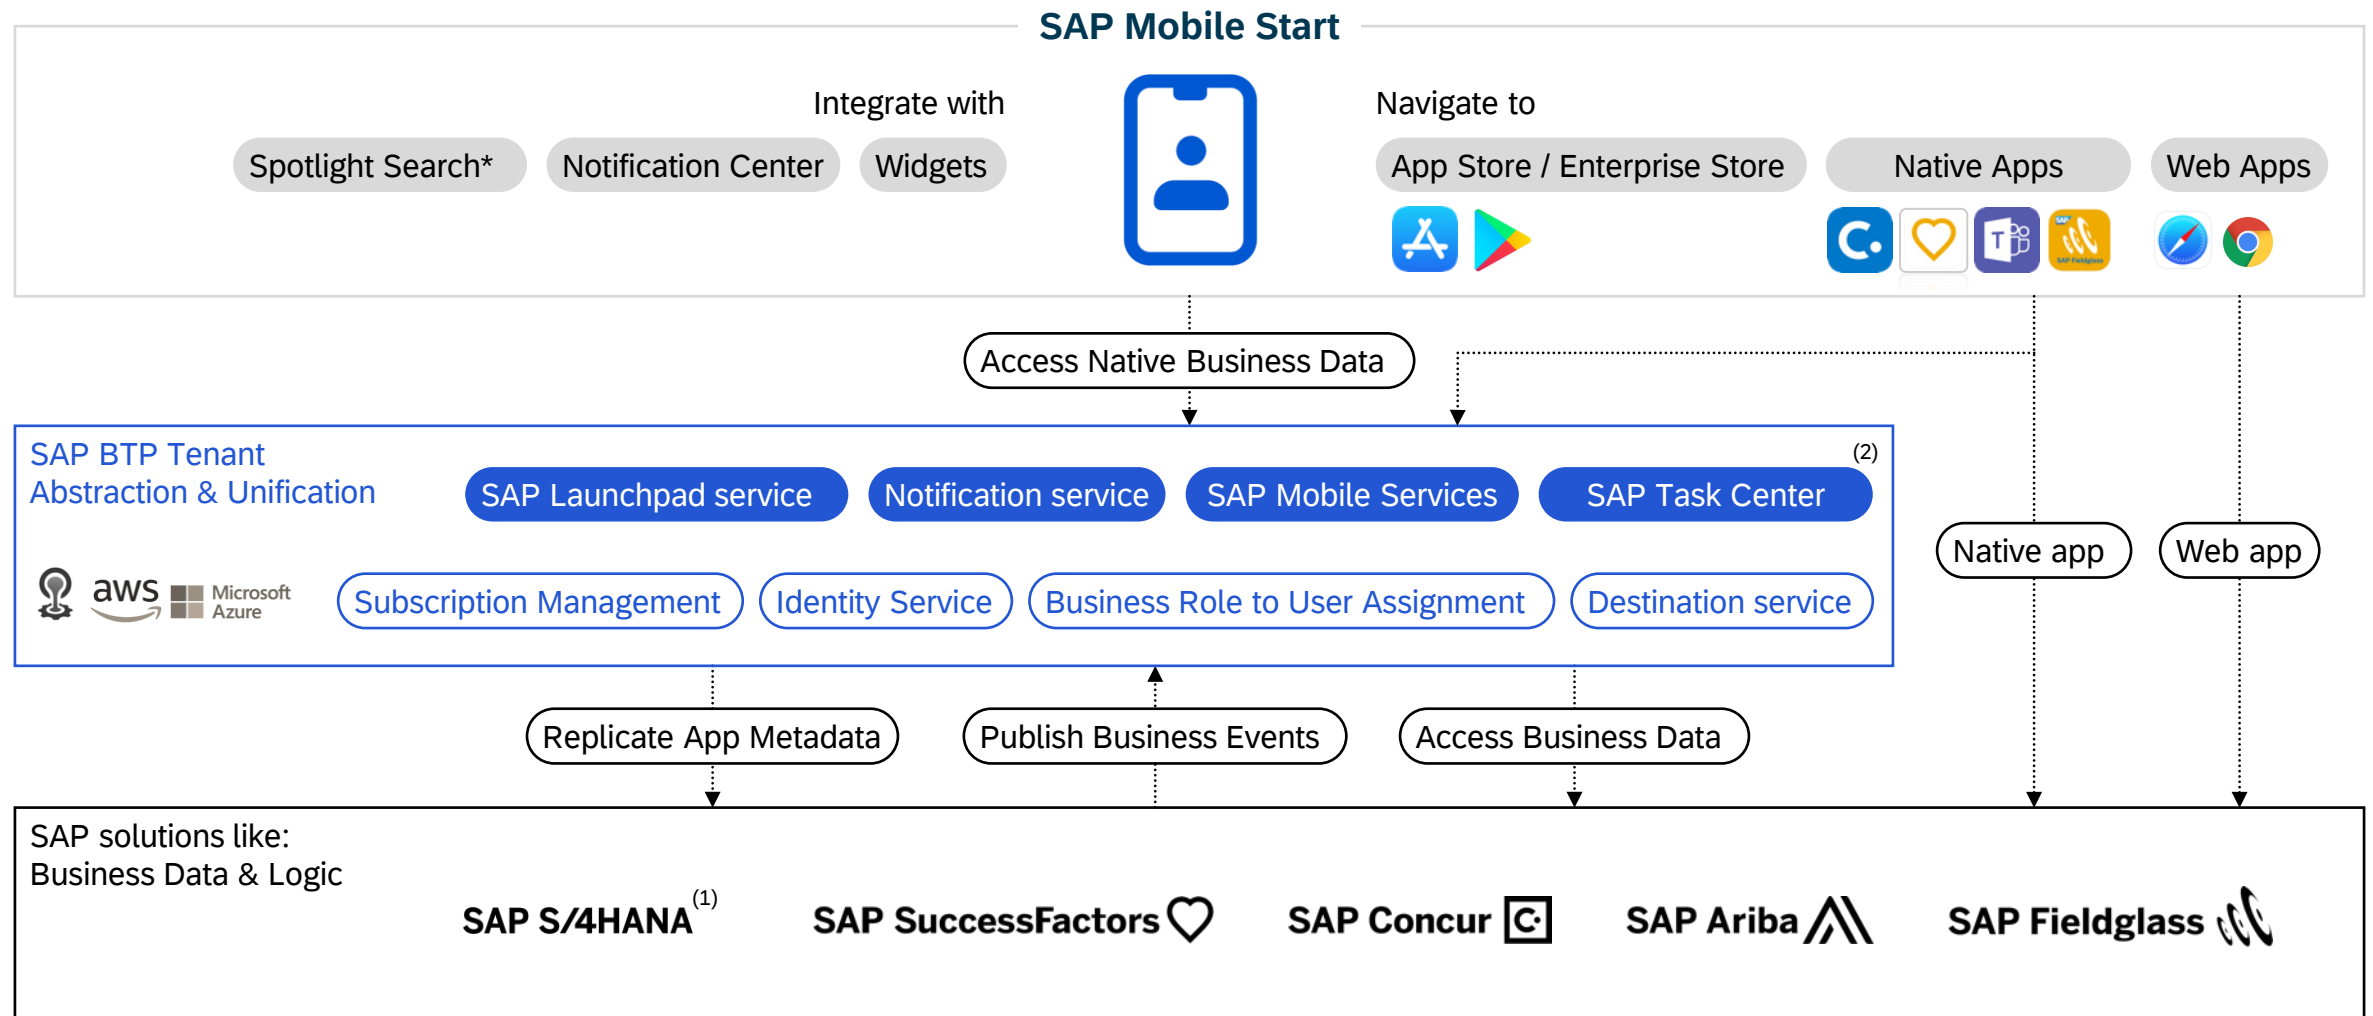 SAP Mobile Start
Integrate with
Navigate to
Spotlight Search*
Notification Center
Widgets
App Store / Enterprise Store
Native Apps
Web Apps
C.
T
SAP
SAP Fieldglass
Access Native Business Data
SAP BTP Tenant
Abstraction & Unification
(2)
SAP Launchpad service
Notification service
SAP Mobile Services
SAP Task Center
Native app
Web app
aws
Microsoft
Azure
Subscription Management
Identity Service
Business Role to User Assignment
Destination service
Replicate App Metadata
Publish Business Events
Access Business Data
SAP solutions like:
Business Data & Logic
SAP S/4HANA(1)
SAP SuccessFactors
SAP Concur C.
SAP Ariba
SAP Fieldglass